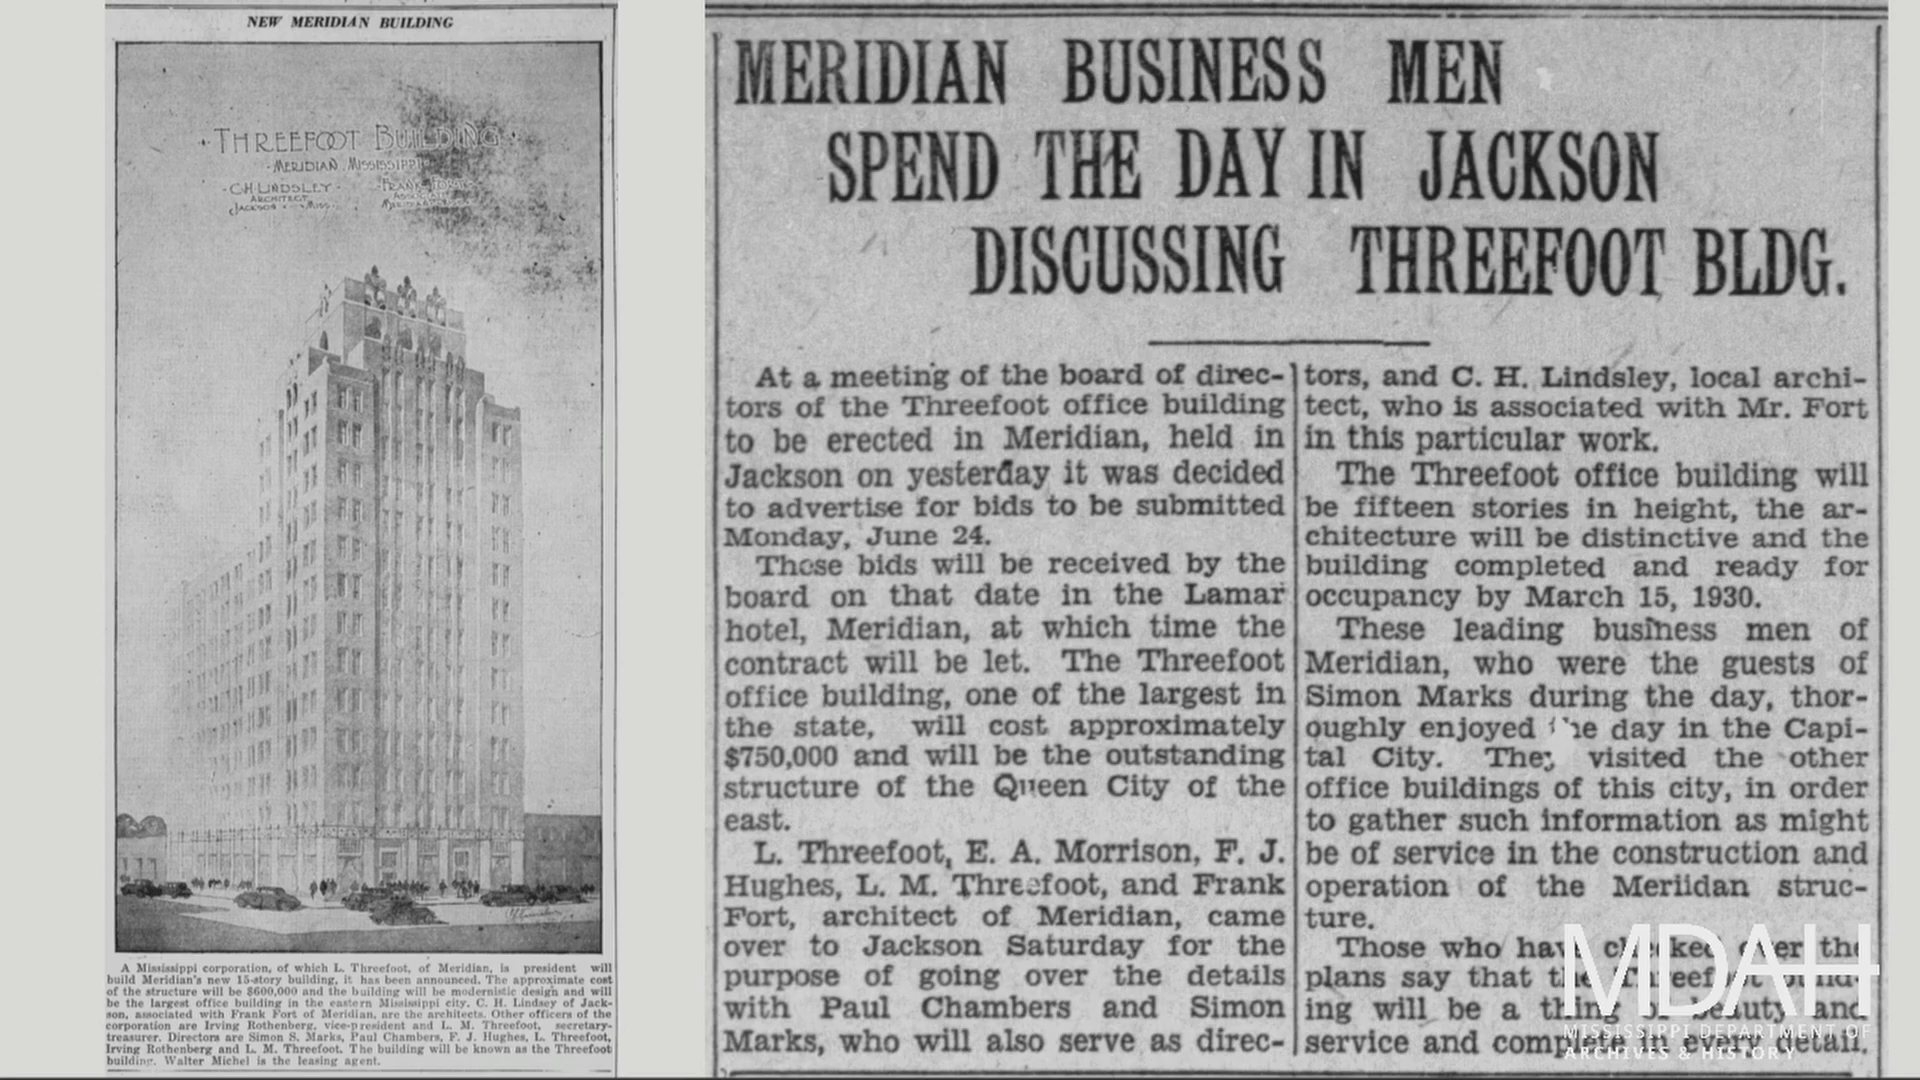 NEW MERIDIAN BUILDING
THREEFOOT BUILDING
MERIDIAN, MISSISSIPPI
C.H. LINDSLEY
ARCHITECT
JACKSON MISS.
FRANK FORT
A Mississippi corporation, of which L. Threefoot, of Meridian, is president will
build Meridian's new 15-story building, it has been announced. The approximate cost
of the structure will be $600,000 and the building will be modernistic design and will
be the largest office building in the eastern Mississippi city. C. H. Lindsey of Jack-
son, associated with Frank Fort of Meridian, are the architects. Other officers of the
corporation are Irving Rothenberg, vice-president and L. M. Threefoot, secretary-
treasurer. Directors are Simon S. Marks, Paul Chambers, F. J. Hughes, L. Threefoot,
Irving Rothenberg and L. M. Threefoot. The building will be known as the Threefoot
building. Walter Michel is the leasing agent.
MERIDIAN BUSINESS MEN
SPEND THE DAY IN JACKSON
DISCUSSING THREEFOOT BLDG.
At a meeting of the board of direc-
tors of the Threefoot office building
to be erected in Meridian, held in
Jackson on yesterday it was decided
to advertise for bids to be submitted
Monday, June 24.
These bids will be received by the
board on that date in the Lamar
hotel, Meridian, at which time the
contract will be let. The Threefoot
office building, one of the largest in
the state, will cost approximately
$750,000 and will be the outstanding
structure of the Queen City of the
east.
L. Threefoot, E. A. Morrison, F. J.
Hughes, L. M. Threefoot, and Frank
Fort, architect of Meridian, came
over to Jackson Saturday for the
purpose of going over the details
with Paul Chambers and Simon
Marks, who will also serve as direc-
tors, and C. H. Lindsley, local archi-
tect, who is associated with Mr. Fort
in this particular work.
The Threefoot office building will
be fifteen stories in height, the ar-
chitecture will be distinctive and the
building completed and ready for
occupancy by March 15, 1930.
These leading business men of
Meridian, who were the guests of
Simon Marks during the day, thor-
oughly enjoyed the day in the Capi-
tal City. They visited the other
office buildings of this city, in order
to gather such information as might
be of service in the construction and
operation of the Meriidan struc-
ture.
Those who have checked over the
plans say that the Threefoot build-
ing will be a thing of beauty and
service and complete in every detail.
MDAH
MISSISSIPPI DEPARTMENT OF
ARCHIVES & HISTORY